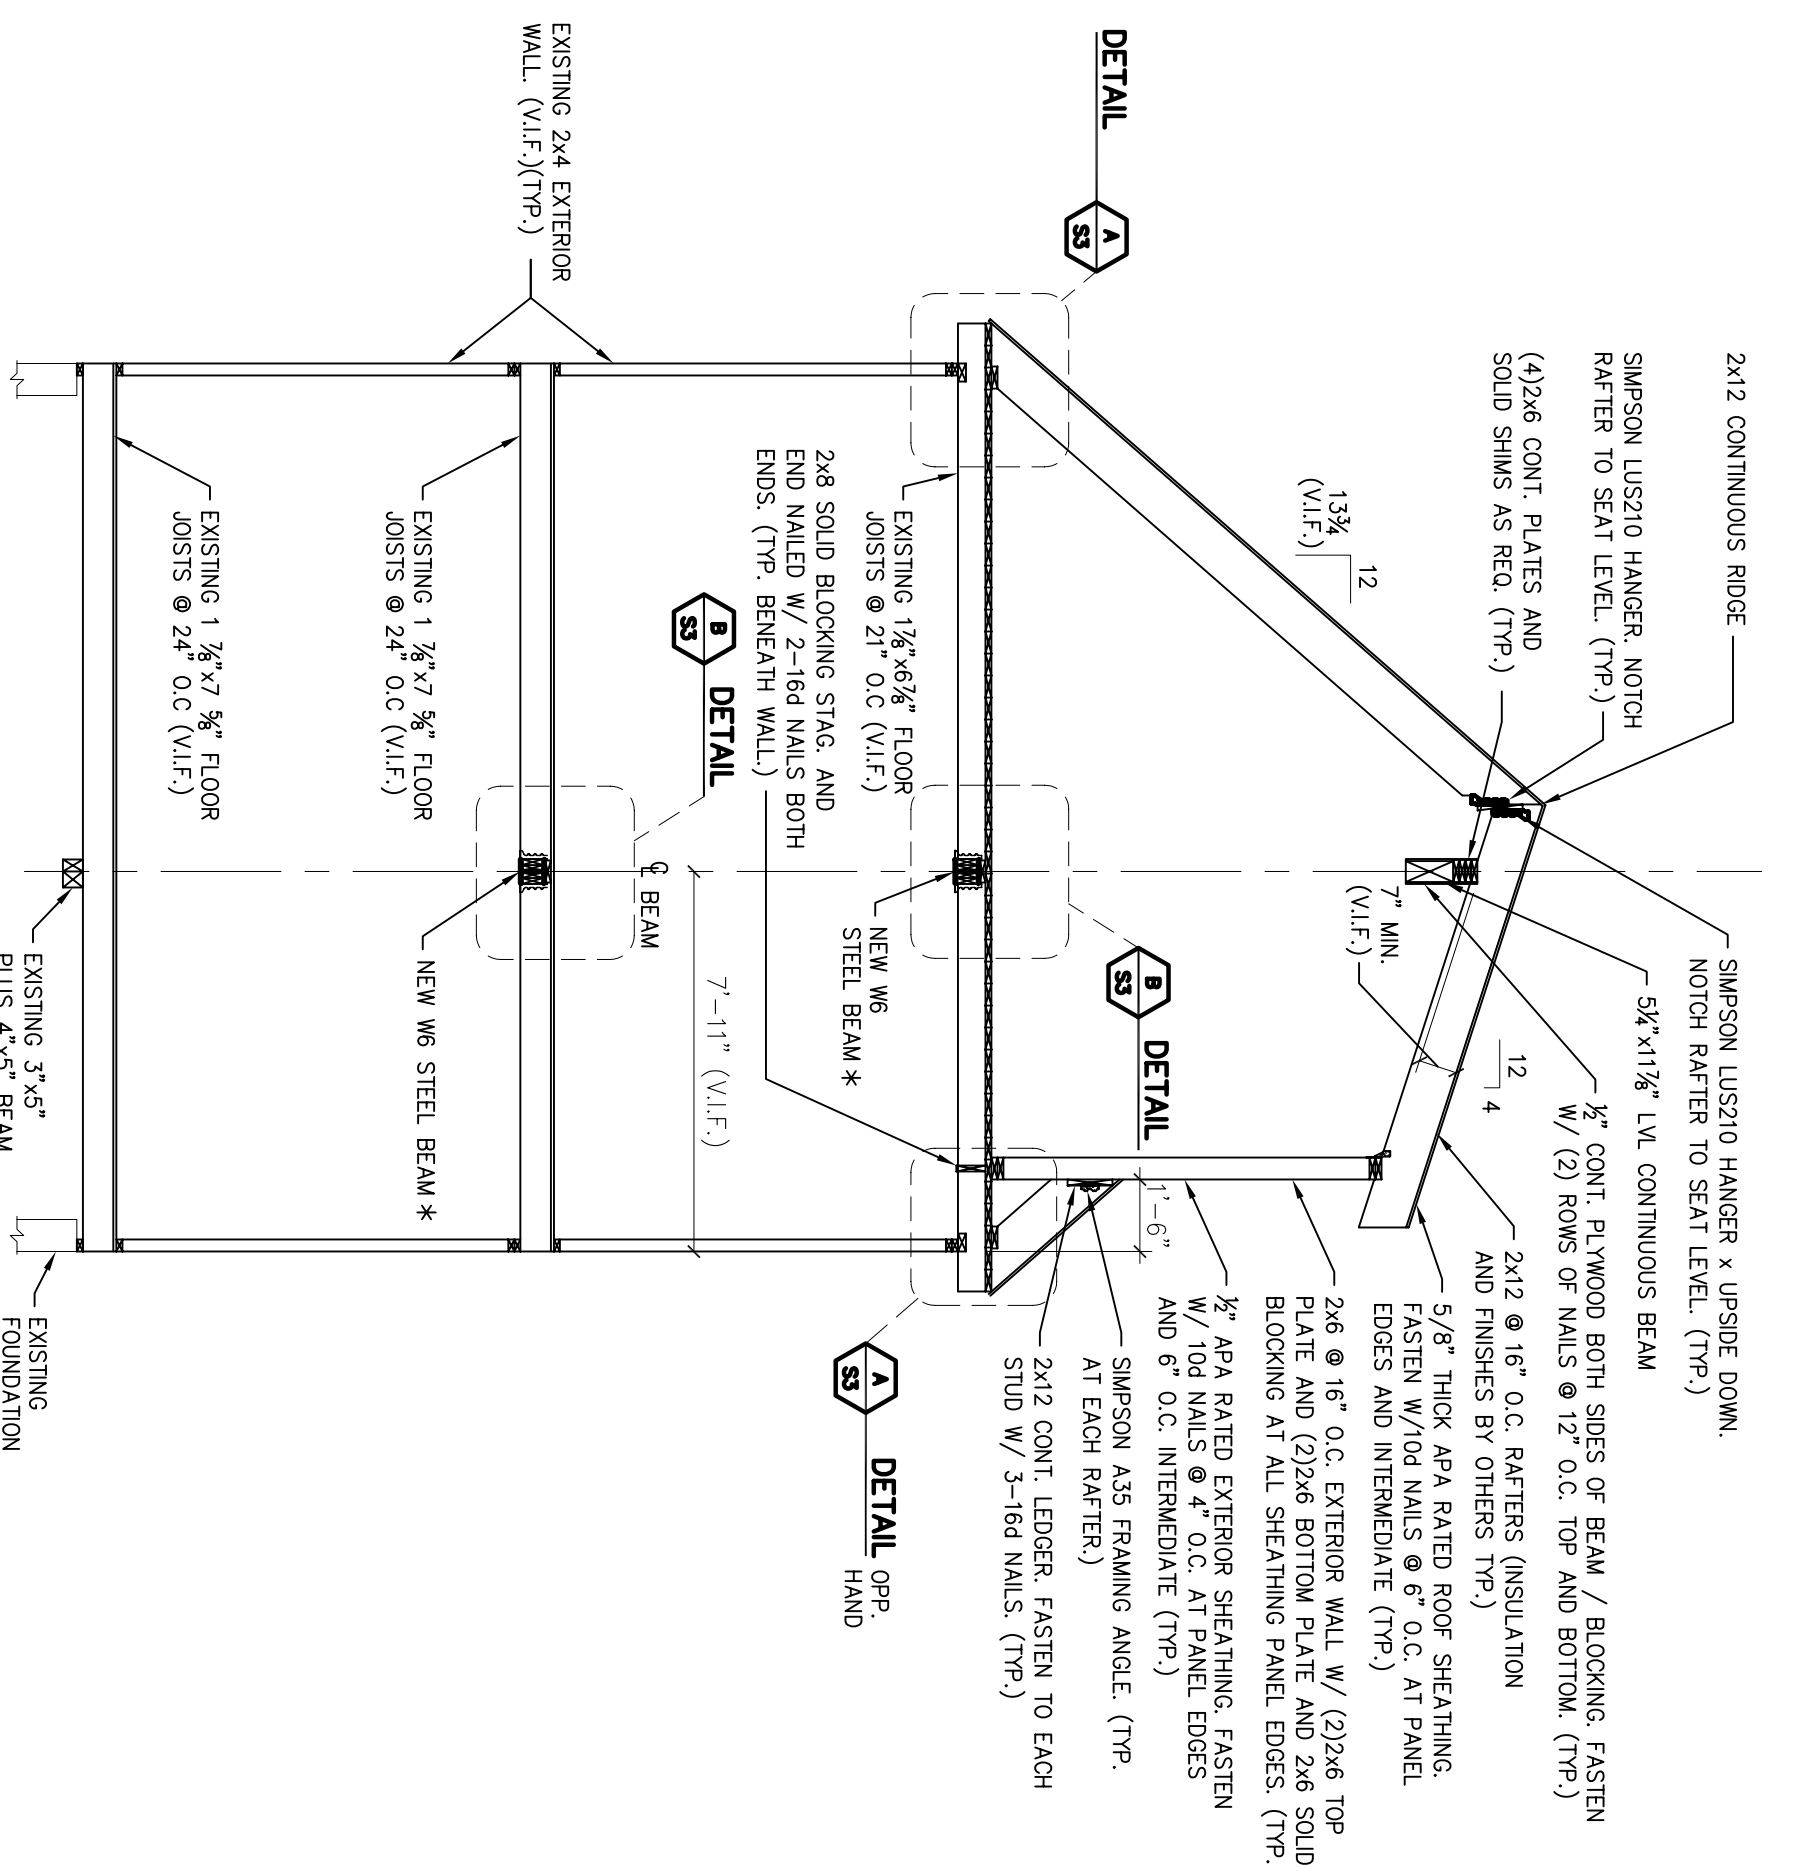 2x12 CONTINUOUS RIDGE
SIMPSON LUS210 HANGER. NOTCH
RAFTER TO SEAT LEVEL. (TYP.)
(4)2x6 CONT. PLATES AND
SOLID SHIMS AS REQ. (TYP.)
SIMPSON LUS210 HANGER x UPSIDE DOWN.
NOTCH RAFTER TO SEAT LEVEL. (TYP.)
5¼"x11⅞" LVL CONTINUOUS BEAM
½" CONT. PLYWOOD BOTH SIDES OF BEAM / BLOCKING. FASTEN
W/ (2) ROWS OF NAILS @ 12" O.C. TOP AND BOTTOM. (TYP.)
2x12 @ 16" O.C. RAFTERS (INSULATION
AND FINISHES BY OTHERS TYP.)
5/8" THICK APA RATED ROOF SHEATHING.
FASTEN W/10d NAILS @ 6" O.C. AT PANEL
EDGES AND INTERMEDIATE (TYP.)
2x6 @ 16" O.C. EXTERIOR WALL W/ (2)2x6 TOP
PLATE AND (2)2x6 BOTTOM PLATE AND 2x6 SOLID
BLOCKING AT ALL SHEATHING PANEL EDGES. (TYP.
½" APA RATED EXTERIOR SHEATHING. FASTEN
W/ 10d NAILS @ 4" O.C. AT PANEL EDGES
AND 6" O.C. INTERMEDIATE (TYP.)
SIMPSON A35 FRAMING ANGLE. (TYP.
AT EACH RAFTER.)
2x12 CONT. LEDGER. FASTEN TO EACH
STUD W/ 3-16d NAILS. (TYP.)
12
4
12
13¾
(V.I.F.)
7" MIN.
(V.I.F.)
DETAIL
A
S3
B
S3
DETAIL
1'-6"
EXISTING 1⅞"x6⅞" FLOOR
JOISTS @ 21" O.C (V.I.F.)
NEW W6
STEEL BEAM *
A
S3
DETAIL OPP.
HAND
2x8 SOLID BLOCKING STAG. AND
END NAILED W/ 2-16d NAILS BOTH
ENDS. (TYP. BENEATH WALL.)
B
S3
DETAIL
7'-11" (V.I.F.)
℄ BEAM
EXISTING 2x4 EXTERIOR
WALL. (V.I.F.)(TYP.)
EXISTING 1 ⅞"x7 ⅝" FLOOR
JOISTS @ 24" O.C (V.I.F.)
NEW W6 STEEL BEAM *
EXISTING 1 ⅞"x7 ⅝" FLOOR
JOISTS @ 24" O.C (V.I.F.)
EXISTING 3"x5"
PLUS 4"x5" BEAM
EXISTING
FOUNDATION